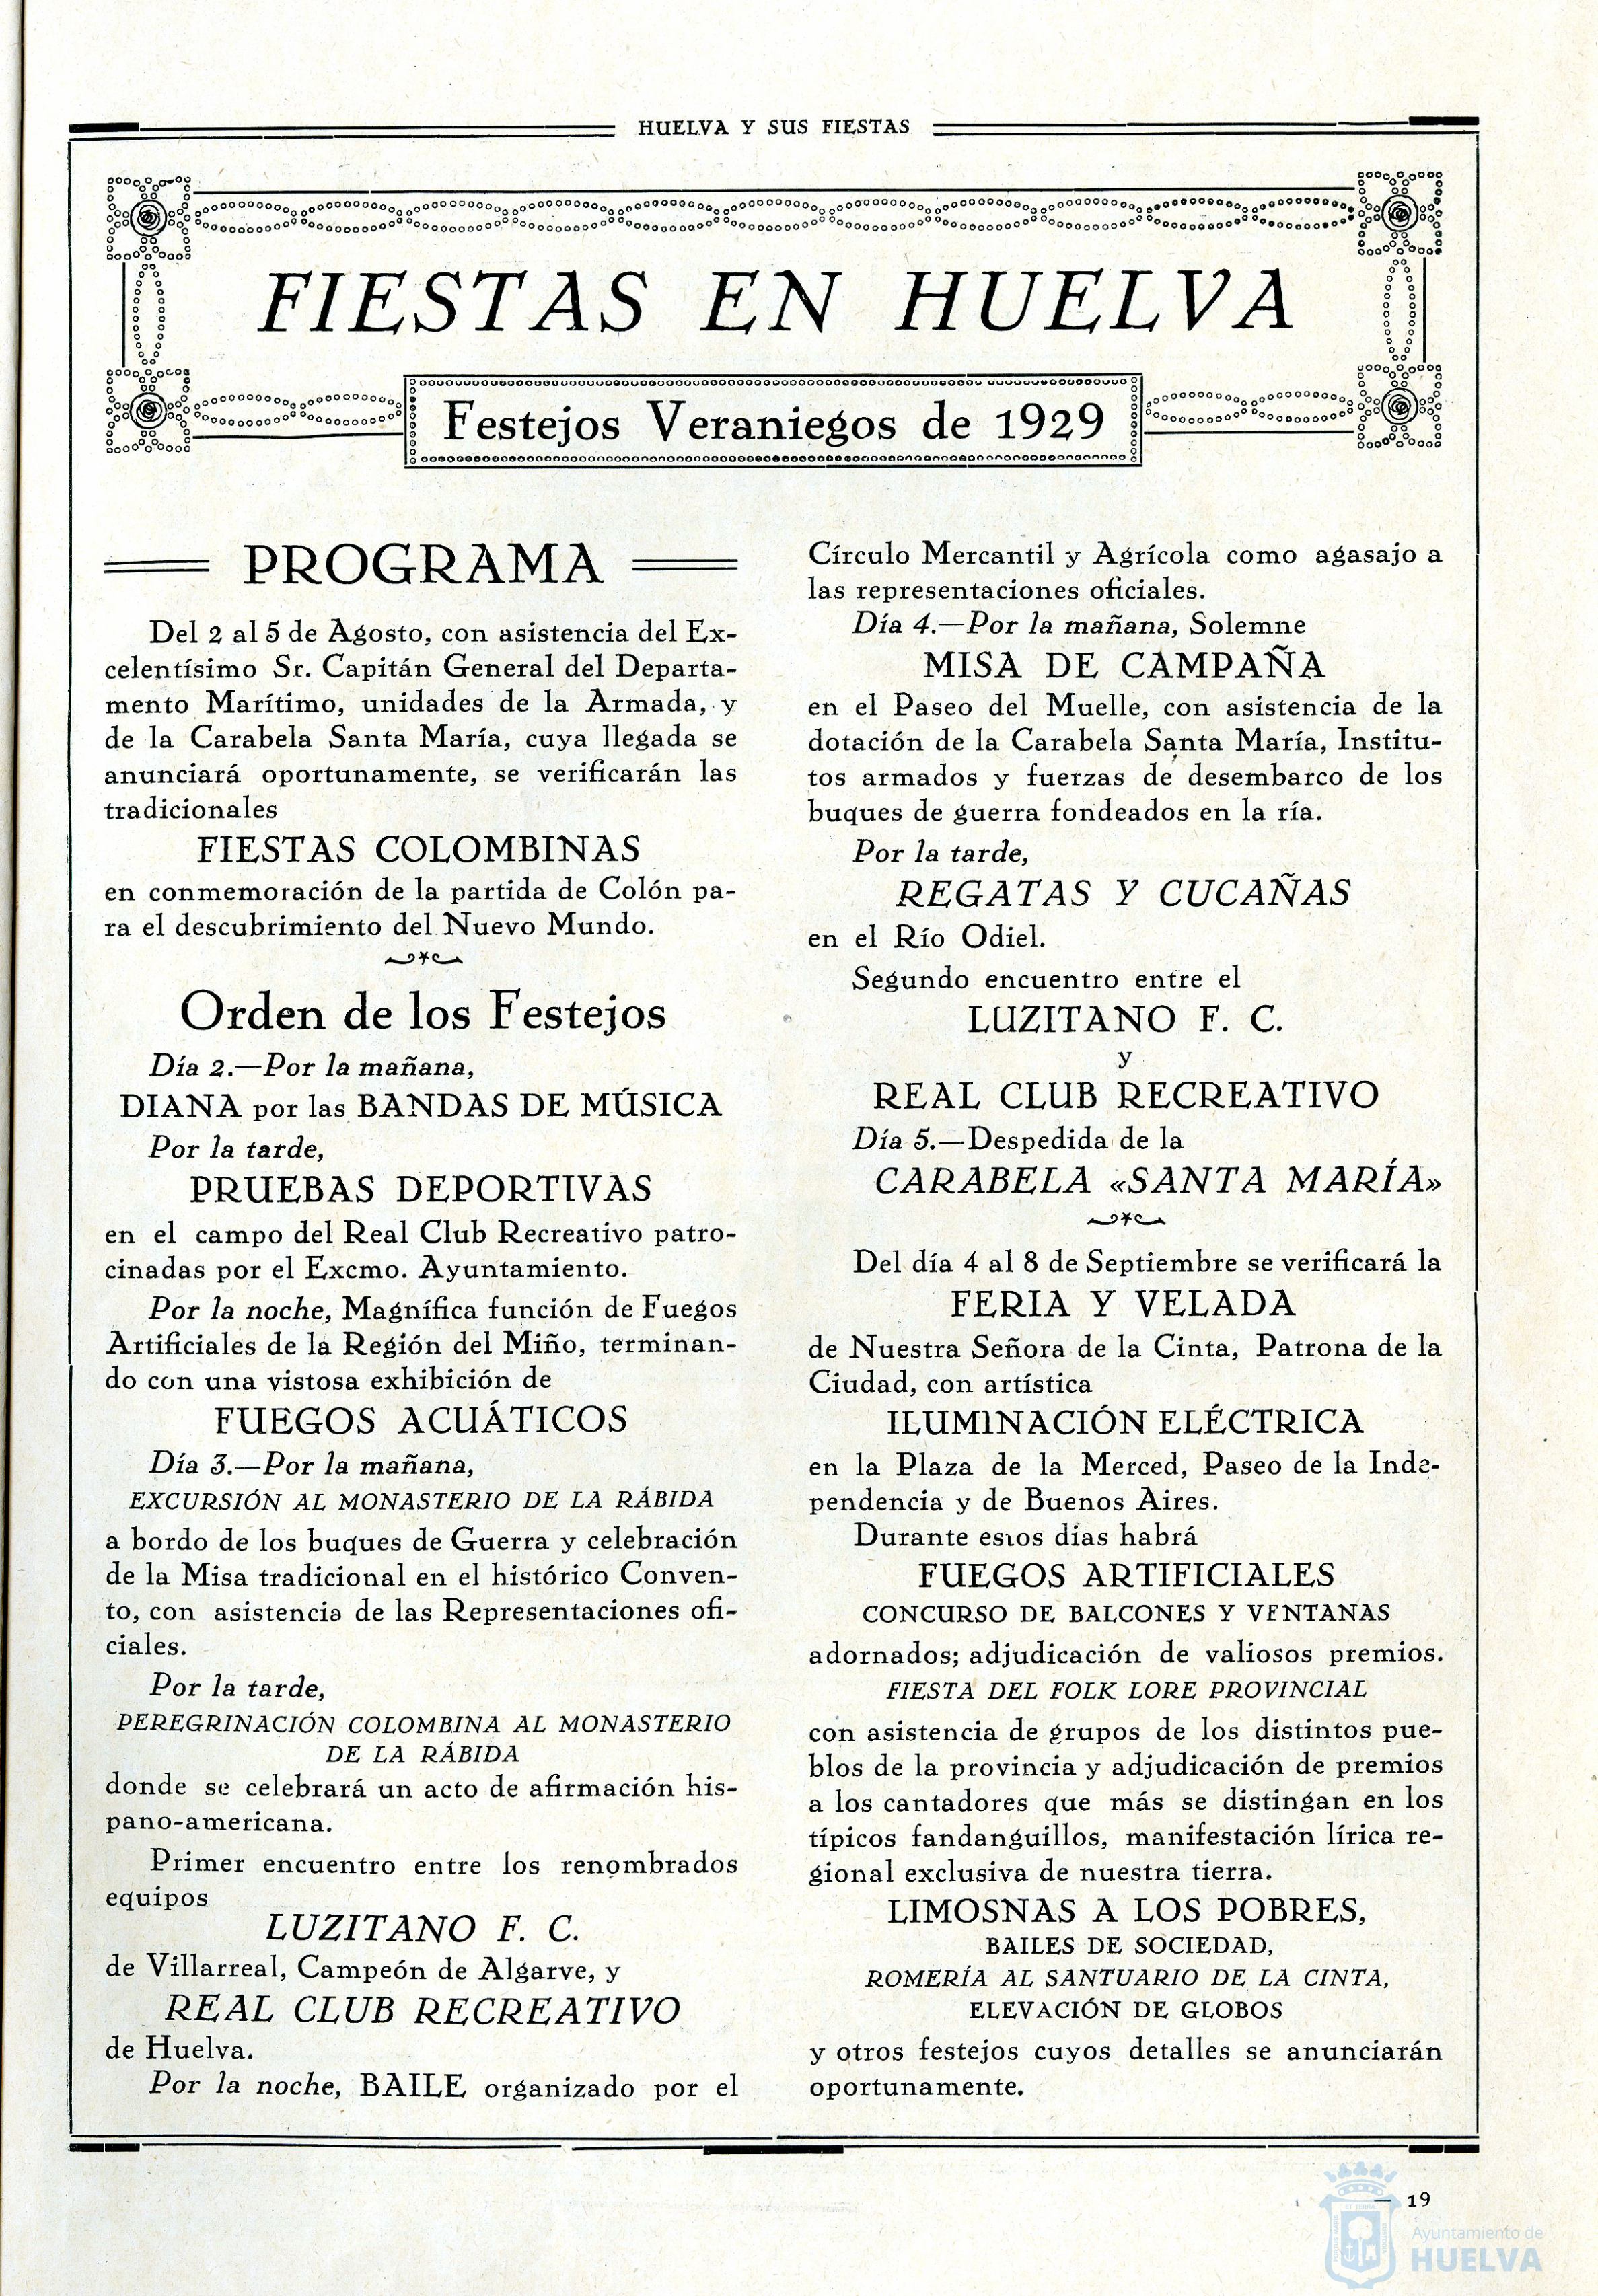 HUELVA Y SUS FIESTAS
FIESTAS EN HUELVA
Festejos Veraniegos de 1929
PROGRAMA
Del 2 al 5 de Agosto, con asistencia del Ex-
celentísimo Sr. Capitán General del Departa-
mento Marítimo, unidades de la Armada, y
de la Carabela Santa María, cuya llegada se
anunciará oportunamente, se verificarán las
tradicionales
FIESTAS COLOMBINAS
en conmemoración de la partida de Colón pa-
ra el descubrimiento del Nuevo Mundo.
Orden de los Festejos
Día 2.—Por la mañana,
DIANA por las BANDAS DE MÚSICA
Por la tarde,
PRUEBAS DEPORTIVAS
en el campo del Real Club Recreativo patro-
cinadas por el Excmo. Ayuntamiento.
Por la noche, Magnífica función de Fuegos
Artificiales de la Región del Miño, terminan-
do con una vistosa exhibición de
FUEGOS ACUÁTICOS
Día 3.—Por la mañana,
EXCURSIÓN AL MONASTERIO DE LA RÁBIDA
a bordo de los buques de Guerra y celebración
de la Misa tradicional en el histórico Conven-
to, con asistencia de las Representaciones ofi-
ciales.
Por la tarde,
PEREGRINACIÓN COLOMBINA AL MONASTERIO
DE LA RÁBIDA
donde se celebrará un acto de afirmación his-
pano-americana.
Primer encuentro entre los renombrados
equipos
LUZITANO F. C.
de Villarreal, Campeón de Algarve, y
REAL CLUB RECREATIVO
de Huelva.
Por la noche, BAILE organizado por el
Círculo Mercantil y Agrícola como agasajo a
las representaciones oficiales.
Día 4.—Por la mañana, Solemne
MISA DE CAMPAÑA
en el Paseo del Muelle, con asistencia de la
dotación de la Carabela Santa María, Institu-
tos armados y fuerzas de desembarco de los
buques de guerra fondeados en la ría.
Por la tarde,
REGATAS Y CUCAÑAS
en el Río Odiel.
Segundo encuentro entre el
LUZITANO F. C.
y
REAL CLUB RECREATIVO
Día 5.—Despedida de la
CARABELA «SANTA MARÍA»
Del día 4 al 8 de Septiembre se verificará la
FERIA Y VELADA
de Nuestra Señora de la Cinta, Patrona de la
Ciudad, con artística
ILUMINACIÓN ELÉCTRICA
en la Plaza de la Merced, Paseo de la Inde-
pendencia y de Buenos Aires.
Durante estos días habrá
FUEGOS ARTIFICIALES
CONCURSO DE BALCONES Y VENTANAS
adornados; adjudicación de valiosos premios.
FIESTA DEL FOLK LORE PROVINCIAL
con asistencia de grupos de los distintos pue-
blos de la provincia y adjudicación de premios
a los cantadores que más se distingan en los
típicos fandanguillos, manifestación lírica re-
gional exclusiva de nuestra tierra.
LIMOSNAS A LOS POBRES,
BAILES DE SOCIEDAD,
ROMERÍA AL SANTUARIO DE LA CINTA,
ELEVACIÓN DE GLOBOS
y otros festejos cuyos detalles se anunciarán
oportunamente.
— 19
Ayuntamiento de
HUELVA